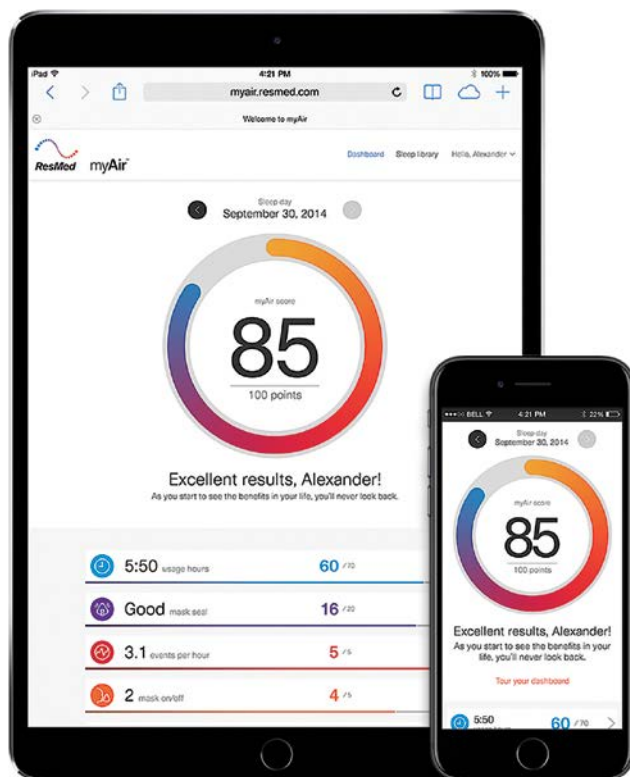 iPad 4:21 PM 100%
myair.resmed.com
Welcome to myAir
ResMed myAir™ Dashboard Sleep library Hello, Alexander
Sleep day
September 30, 2014
myAir score
85
100 points
Excellent results, Alexander!
As you start to see the benefits in your life, you'll never look back.
5:50 usage hours 60 /70
Good mask seal 16 /20
3.1 events per hour 5 /5
2 mask on/off 4 /5
BELL 4:21 PM 22%
Sleep day
September 30, 2014
myAir score
85
100 points
Excellent results, Alexander!
As you start to see the benefits in your
life, you'll never look back.
Tour your dashboard
5:50
usage hours 60 /70